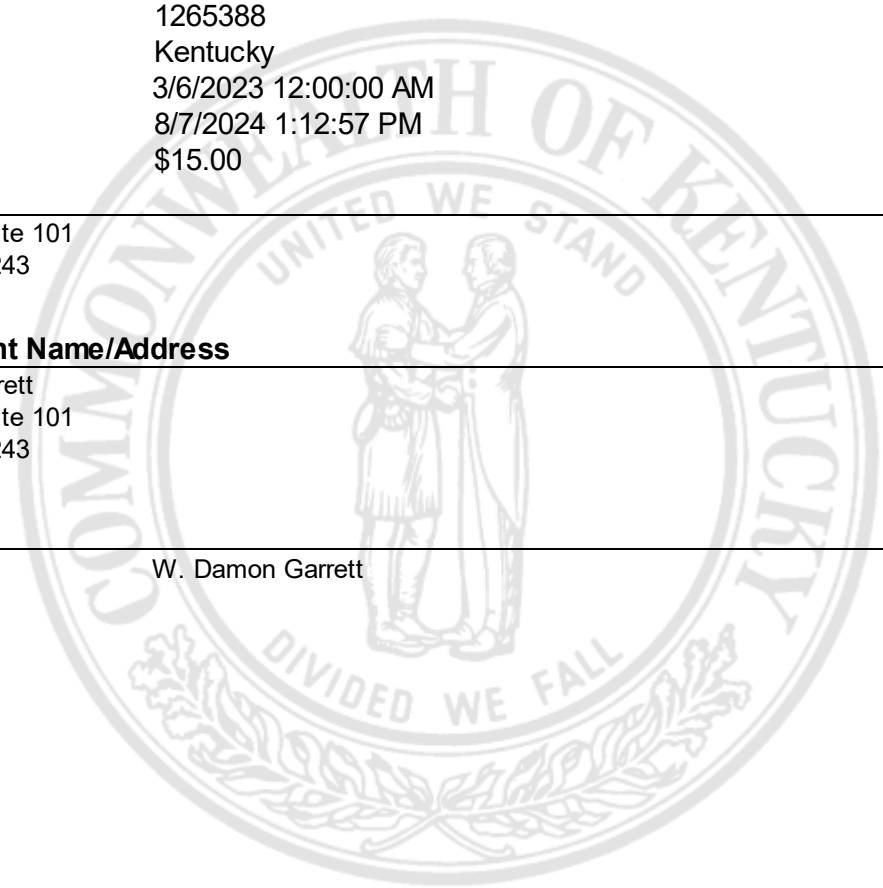 1265388
Kentucky
3/6/2023 12:00:00 AM
8/7/2024 1:12:57 PM
$15.00
te 101
243
nt Name/Address
rett
te 101
243
W. Damon Garrett
COMMONWEALTH OF KENTUCKY
UNITED WE STAND
DIVIDED WE FALL